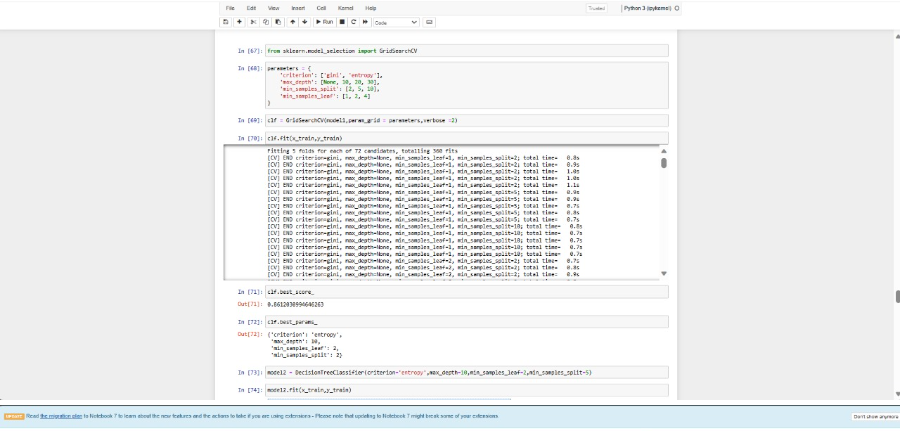 File Edit View Insert Cell Kernel Help Trusted Python 3 (ipykernel)
Run Code
In [67]: from sklearn.model_selection import GridSearchCV
In [68]: parameters = {
'criterion': ['gini', 'entropy'],
'max_depth': [None, 10, 20, 30],
'min_samples_split': [2, 5, 10],
'min_samples_leaf': [1, 2, 4]
}
In [69]: clf = GridSearchCV(model1,param_grid = parameters,verbose =2)
In [70]: clf.fit(x_train,y_train)
Fitting 5 folds for each of 72 candidates, totalling 360 fits
[CV] END criterion=gini, max_depth=None, min_samples_leaf=1, min_samples_split=2; total time= 0.8s
[CV] END criterion=gini, max_depth=None, min_samples_leaf=1, min_samples_split=2; total time= 0.9s
[CV] END criterion=gini, max_depth=None, min_samples_leaf=1, min_samples_split=2; total time= 1.0s
[CV] END criterion=gini, max_depth=None, min_samples_leaf=1, min_samples_split=2; total time= 1.0s
[CV] END criterion=gini, max_depth=None, min_samples_leaf=1, min_samples_split=2; total time= 1.1s
[CV] END criterion=gini, max_depth=None, min_samples_leaf=1, min_samples_split=5; total time= 0.9s
[CV] END criterion=gini, max_depth=None, min_samples_leaf=1, min_samples_split=5; total time= 0.9s
[CV] END criterion=gini, max_depth=None, min_samples_leaf=1, min_samples_split=5; total time= 0.7s
[CV] END criterion=gini, max_depth=None, min_samples_leaf=1, min_samples_split=5; total time= 0.8s
[CV] END criterion=gini, max_depth=None, min_samples_leaf=1, min_samples_split=5; total time= 0.7s
[CV] END criterion=gini, max_depth=None, min_samples_leaf=1, min_samples_split=10; total time= 0.8s
[CV] END criterion=gini, max_depth=None, min_samples_leaf=1, min_samples_split=10; total time= 0.7s
[CV] END criterion=gini, max_depth=None, min_samples_leaf=1, min_samples_split=10; total time= 0.7s
[CV] END criterion=gini, max_depth=None, min_samples_leaf=1, min_samples_split=10; total time= 0.7s
[CV] END criterion=gini, max_depth=None, min_samples_leaf=1, min_samples_split=10; total time= 0.7s
[CV] END criterion=gini, max_depth=None, min_samples_leaf=2, min_samples_split=2; total time= 0.7s
[CV] END criterion=gini, max_depth=None, min_samples_leaf=2, min_samples_split=2; total time= 0.8s
[CV] END criterion=gini, max_depth=None, min_samples_leaf=2, min_samples_split=2; total time= 0.9s
In [71]: clf.best_score_
Out[71]: 0.8612038994646263
In [72]: clf.best_params_
Out[72]: {'criterion': 'entropy',
'max_depth': 10,
'min_samples_leaf': 2,
'min_samples_split': 2}
In [73]: model2 = DecisionTreeClassifier(criterion='entropy',max_depth=10,min_samples_leaf=2,min_samples_split=5)
In [74]: model2.fit(x_train,y_train)
UPDATE Read the migration plan to Notebook 7 to learn about the new features and the actions to take if you are using extensions - Please note that updating to Notebook 7 might break some of your extensions Don't show anymore